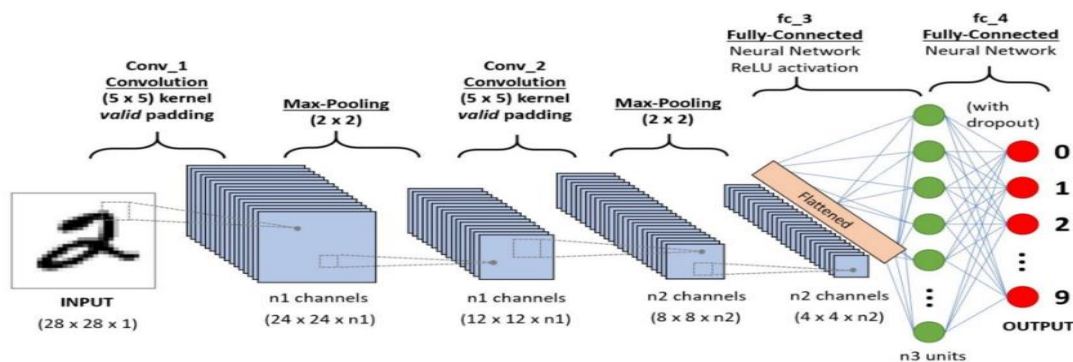 fc_3
Fully-Connected
Neural Network
ReLU activation
fc_4
Fully-Connected
Neural Network
Conv_1
Convolution
(5 x 5) kernel
valid padding
Max-Pooling
(2 x 2)
Conv_2
Convolution
(5 x 5) kernel
valid padding
Max-Pooling
(2 x 2)
(with
dropout)
2
Flattened
0
1
2
9
INPUT
(28 x 28 x 1)
n1 channels
(24 x 24 x n1)
n1 channels
(12 x 12 x n1)
n2 channels
(8 x 8 x n2)
n2 channels
(4 x 4 x n2)
n3 units
OUTPUT